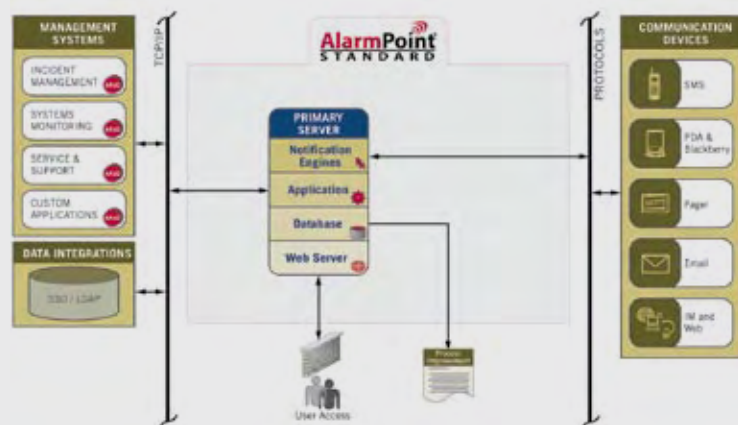 MANAGEMENT
SYSTEMS
INCIDENT
MANAGEMENT
SYSTEMS
MONITORING
SERVICE &
SUPPORT
CUSTOM
APPLICATIONS
DATA INTEGRATIONS
SSO / LDAP
TCP/IP
AlarmPoint
STANDARD
PRIMARY
SERVER
Notification
Engines
Application
Database
Web Server
User Access
Process
Improvement
PROTOCOLS
COMMUNICATION
DEVICES
SMS
PDA &
Blackberry
Pager
Email
IM and
Web